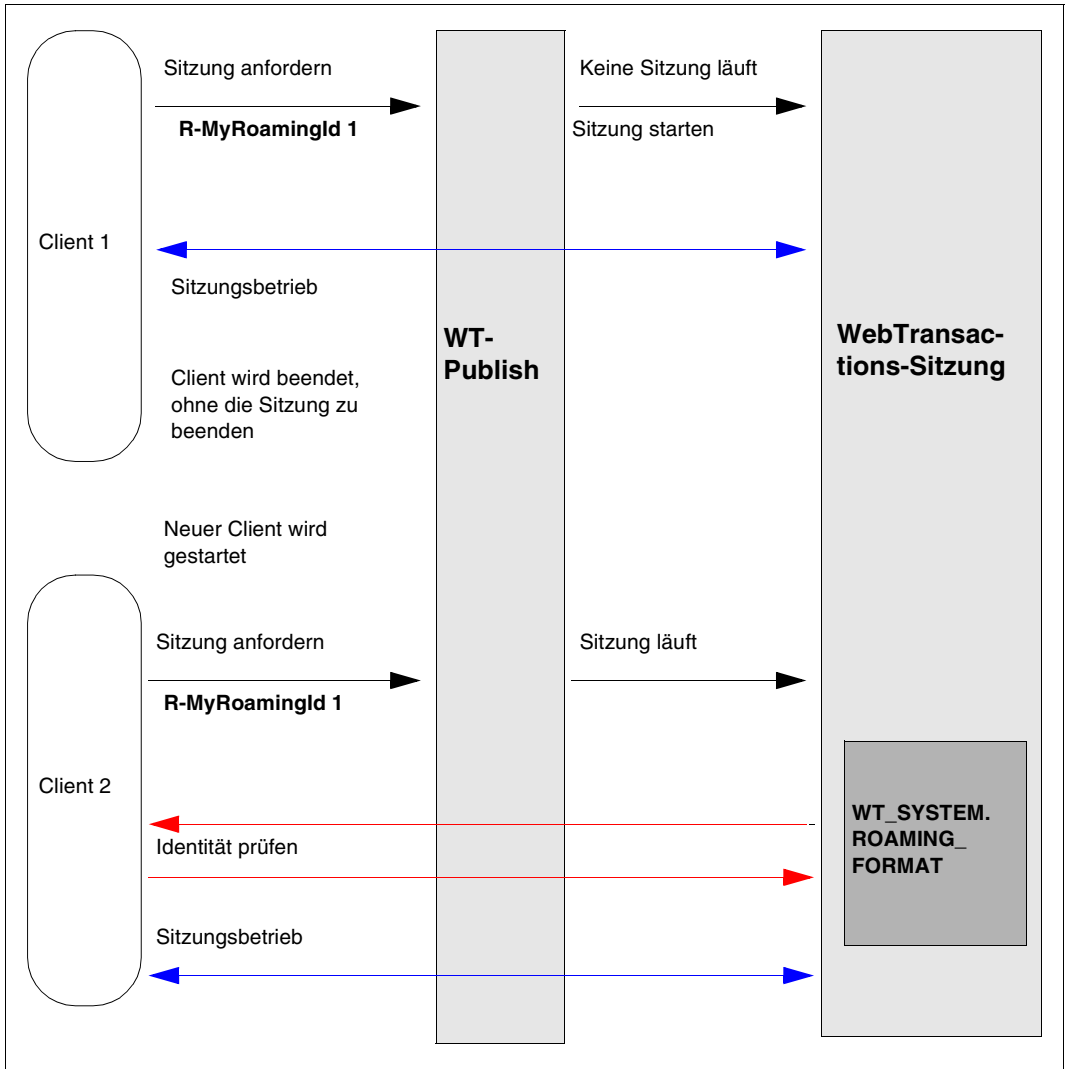 Sitzung anfordern
Keine Sitzung läuft
R-MyRoamingId 1
Sitzung starten
Client 1
Sitzungsbetrieb
WT-
Publish
WebTransac-
tions-Sitzung
Client wird beendet,
ohne die Sitzung zu
beenden
Neuer Client wird
gestartet
Sitzung anfordern
Sitzung läuft
R-MyRoamingId 1
Client 2
WT_SYSTEM.
ROAMING_
FORMAT
Identität prüfen
Sitzungsbetrieb